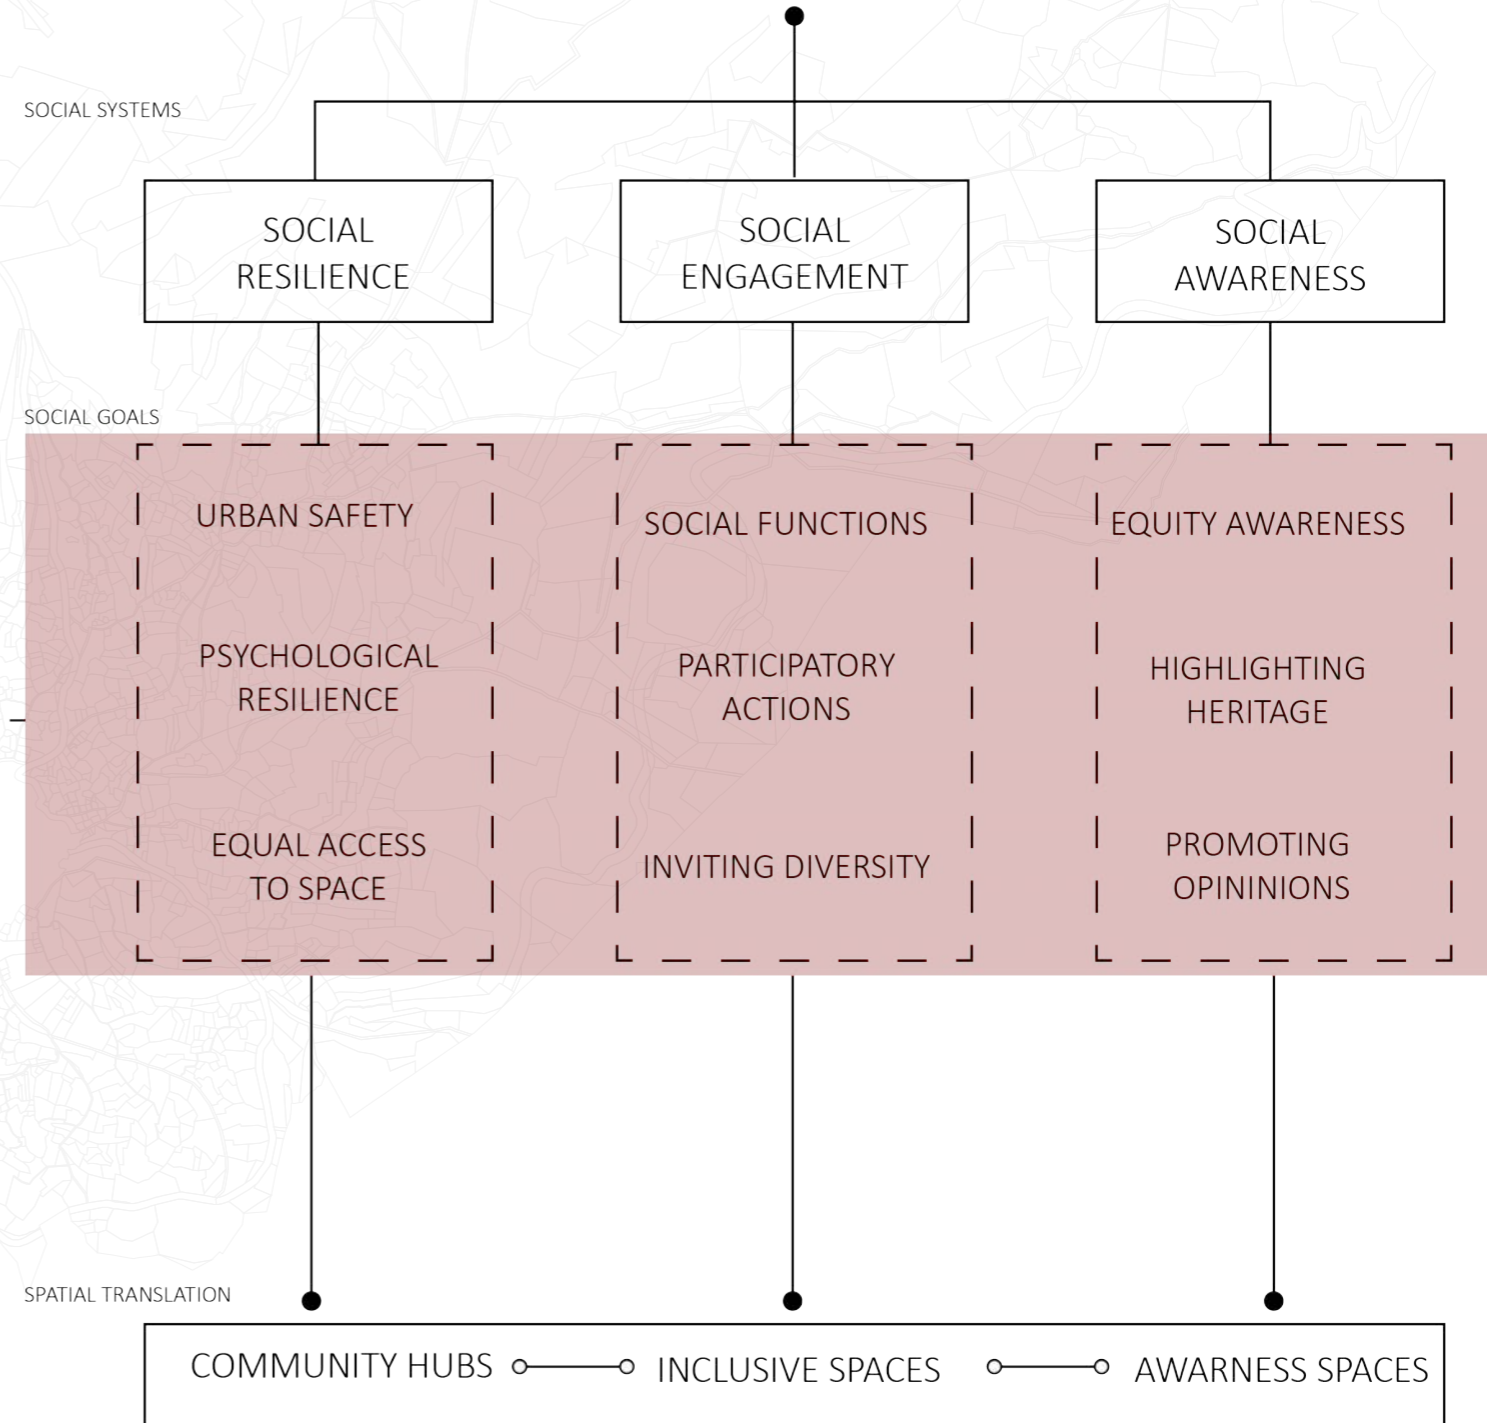 SOCIAL SYSTEMS
SOCIAL
RESILIENCE
SOCIAL
ENGAGEMENT
SOCIAL
AWARENESS
SOCIAL GOALS
URBAN SAFETY
PSYCHOLOGICAL
RESILIENCE
EQUAL ACCESS
TO SPACE
SOCIAL FUNCTIONS
PARTICIPATORY
ACTIONS
INVITING DIVERSITY
EQUITY AWARENESS
HIGHLIGHTING
HERITAGE
PROMOTING
OPININIONS
SPATIAL TRANSLATION
COMMUNITY HUBS
INCLUSIVE SPACES
AWARNESS SPACES